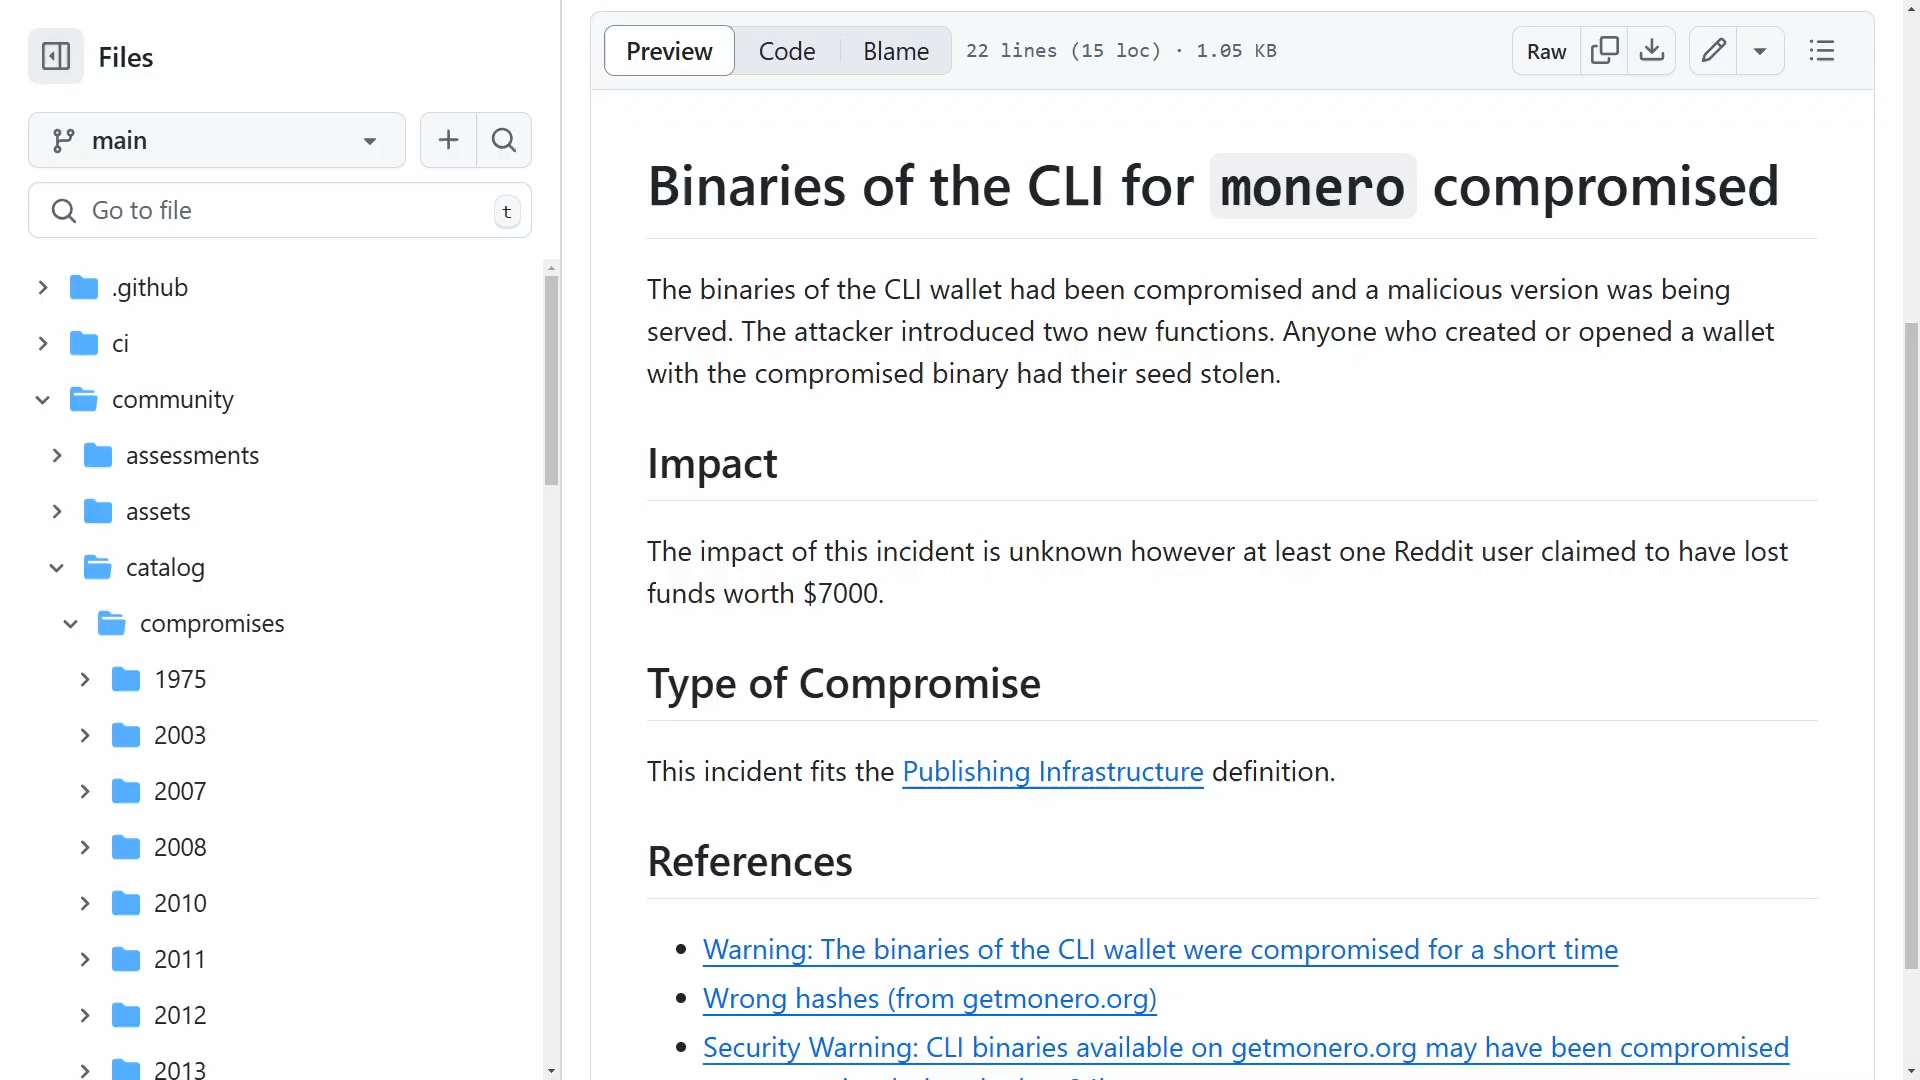 Files
main
Go to file
t
.github
ci
community
assessments
assets
catalog
compromises
1975
2003
2007
2008
2010
2011
2012
2013
Preview
Code
Blame
22 lines (15 loc) · 1.05 KB
Raw
Binaries of the CLI for monero compromised
The binaries of the CLI wallet had been compromised and a malicious version was being
served. The attacker introduced two new functions. Anyone who created or opened a wallet
with the compromised binary had their seed stolen.
Impact
The impact of this incident is unknown however at least one Reddit user claimed to have lost
funds worth $7000.
Type of Compromise
This incident fits the Publishing Infrastructure definition.
References
Warning: The binaries of the CLI wallet were compromised for a short time
Wrong hashes (from getmonero.org)
Security Warning: CLI binaries available on getmonero.org may have been compromised